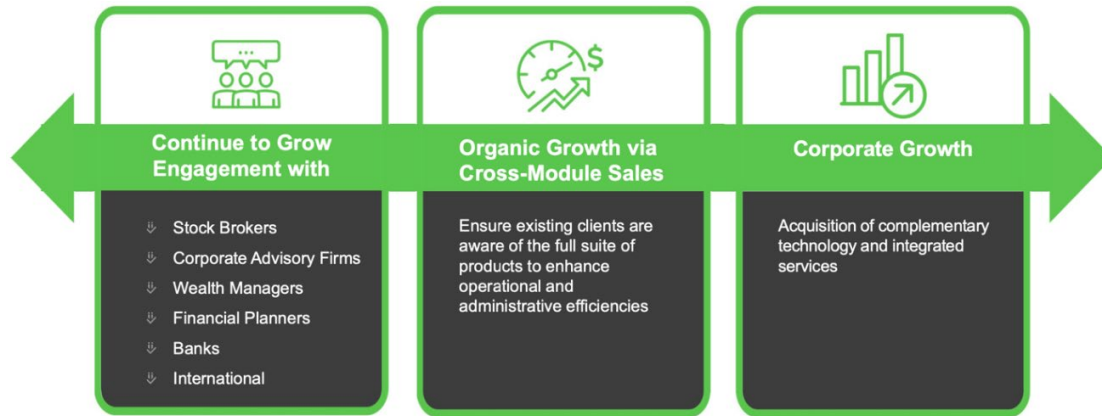 ...
$
Continue to Grow
Engagement with
Stock Brokers
Corporate Advisory Firms
Wealth Managers
Financial Planners
Banks
International
Organic Growth via
Cross-Module Sales
Ensure existing clients are
aware of the full suite of
products to enhance
operational and
administrative efficiencies
Corporate Growth
Acquisition of complementary
technology and integrated
services